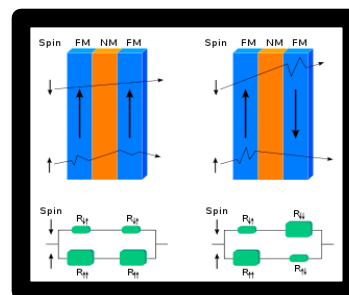 Spin FM NM FM
Spin FM NM FM
Spin
R↓↑ R↓↑
R↑↑ R↑↑
Spin
R↓↑ R↓↓
R↑↑ R↑↓